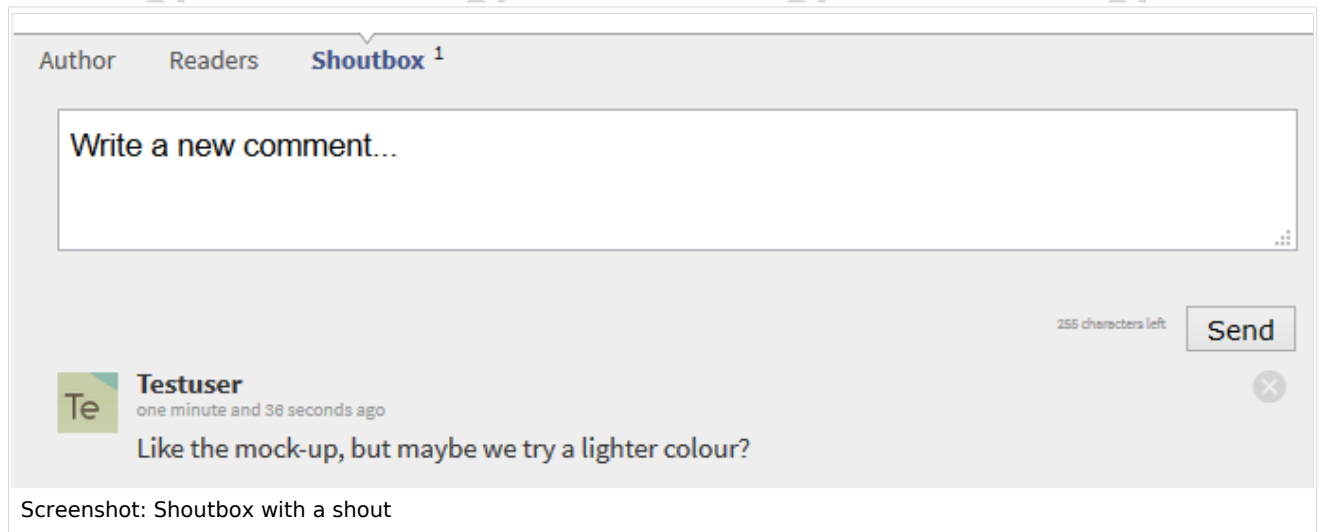 Author Readers Shoutbox 1
Write a new comment...
255 characters left Send
Te Testuser
one minute and 36 seconds ago
Like the mock-up, but maybe we try a lighter colour?
Screenshot: Shoutbox with a shout